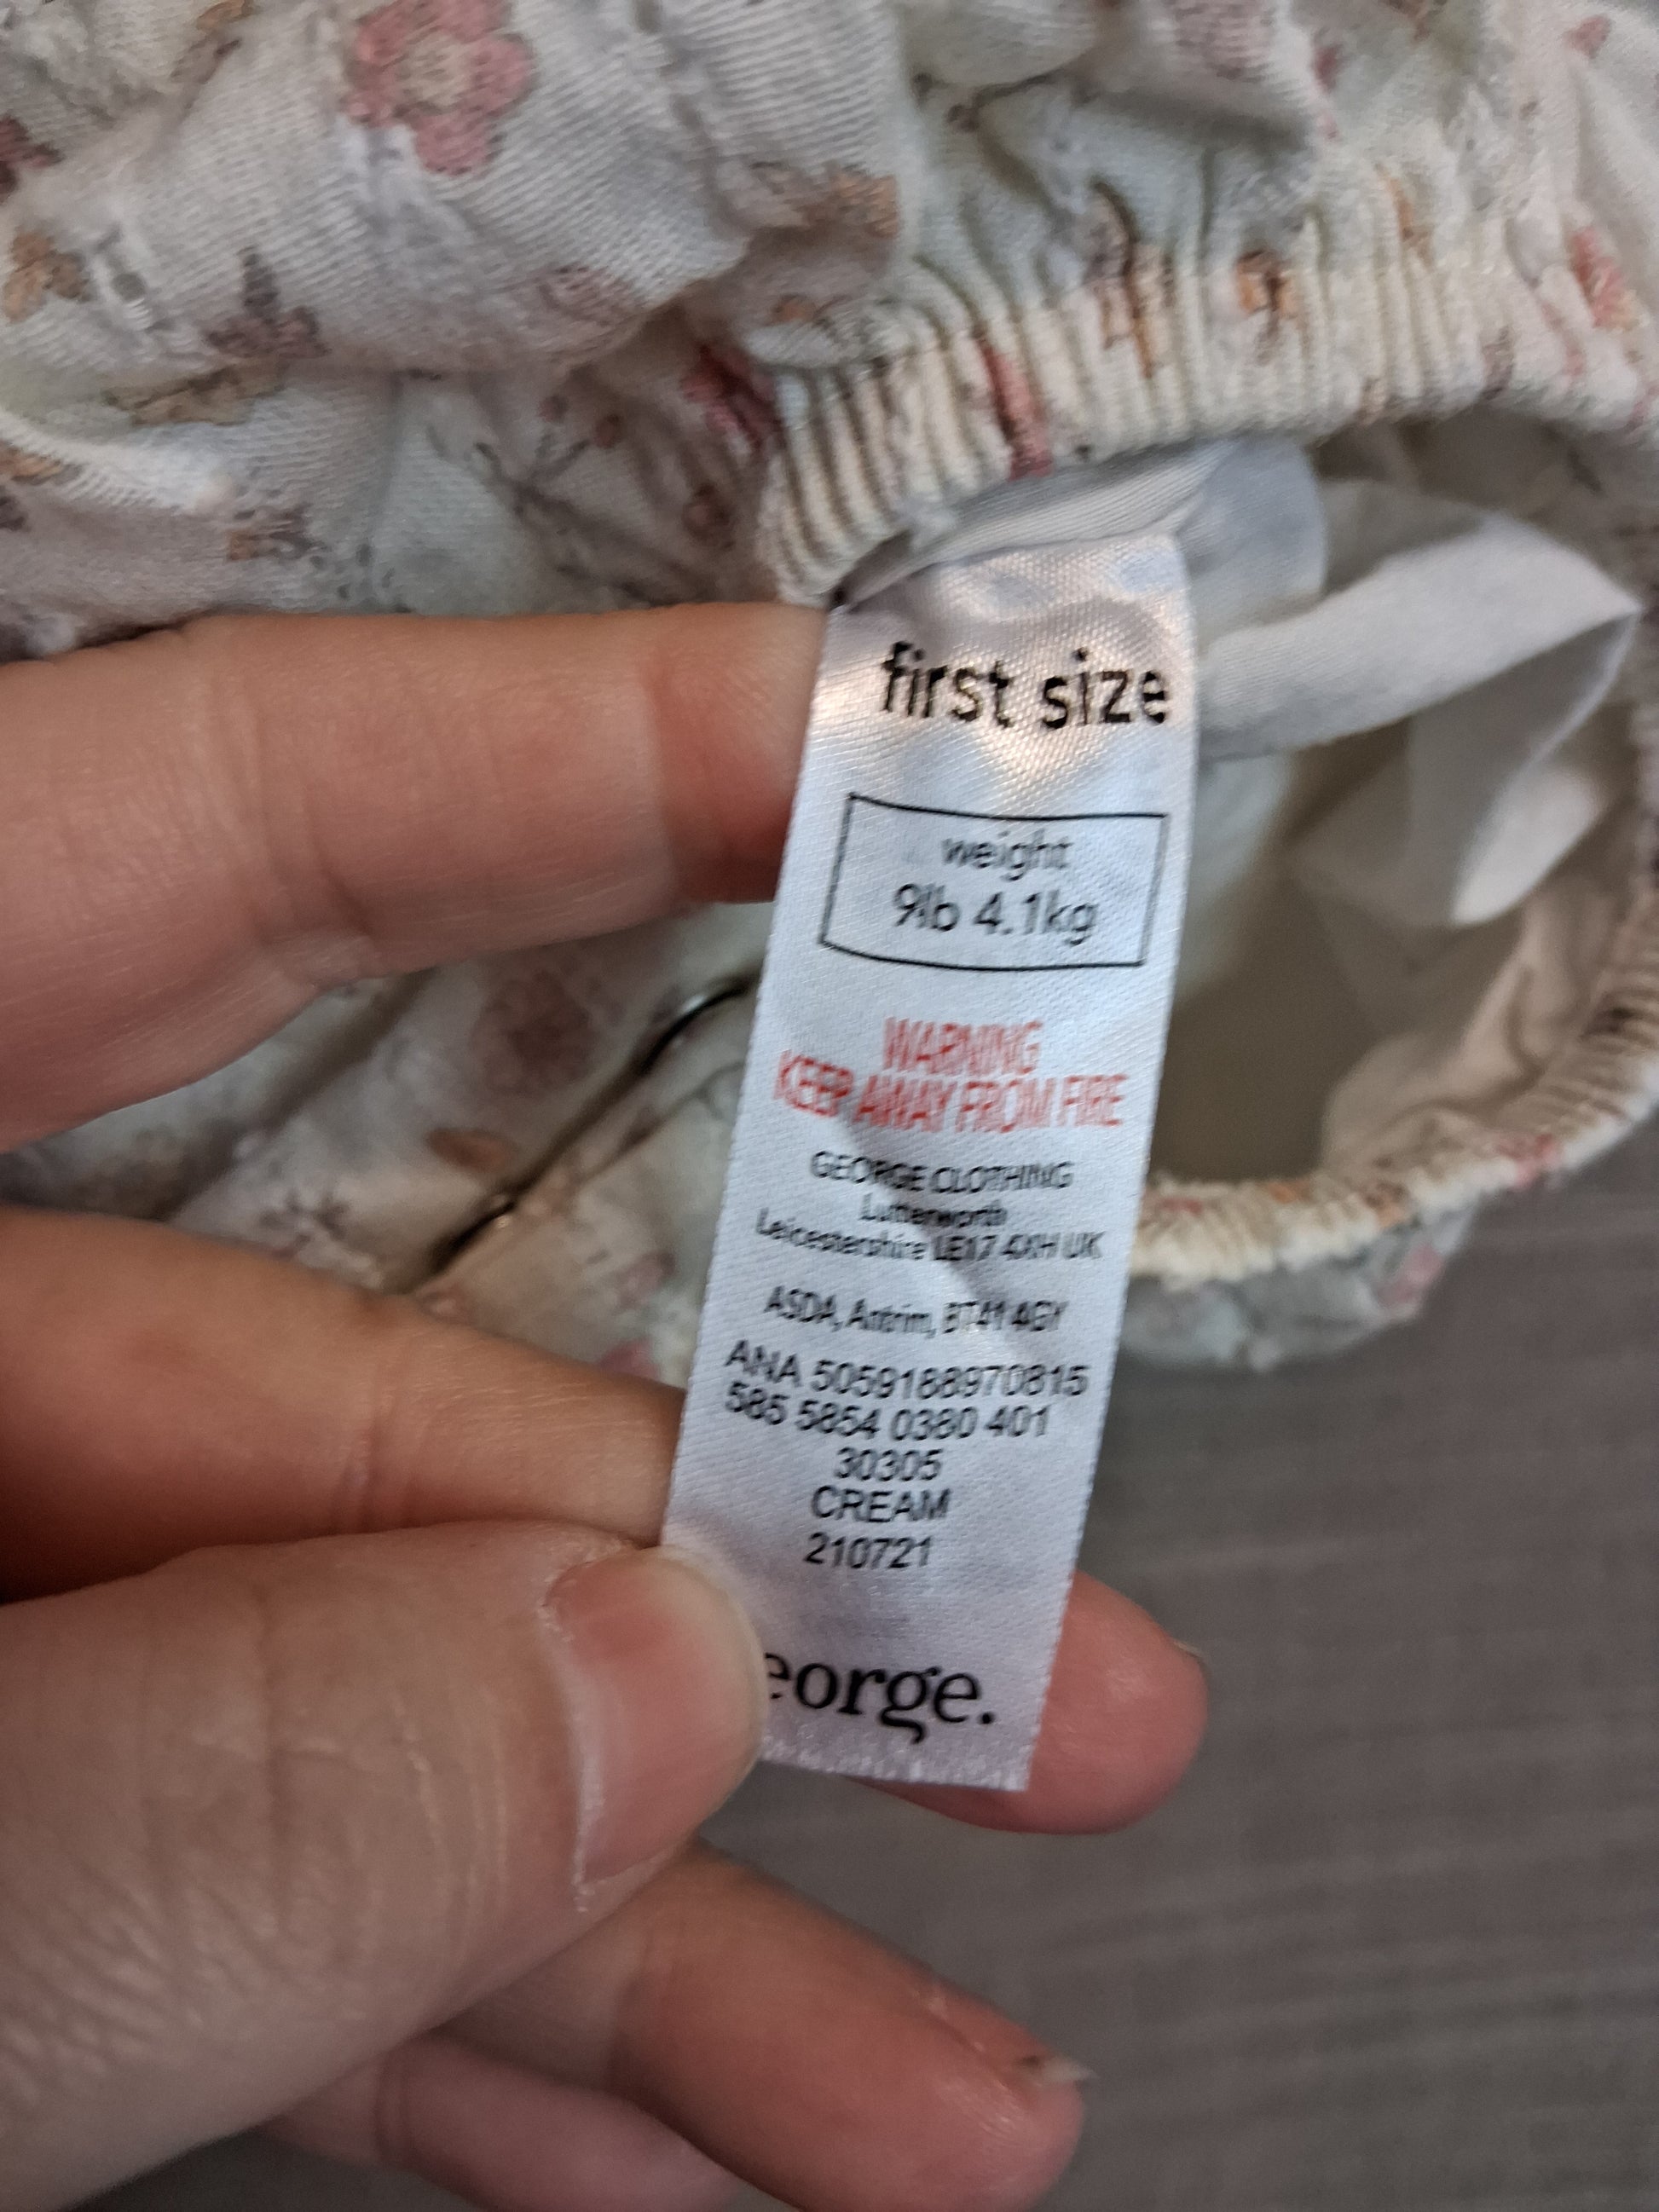 first size
weight
9lb 4.1kg
WARNING
KEEP AWAY FROM FIRE
GEORGE CLOTHING
Lutterworth
Leicestershire LE17 4XH UK
ASDA, Antrim, BT41 4GY
ANA 5059188970815
585 5854 0380 401
30305
CREAM
210721
eorge.